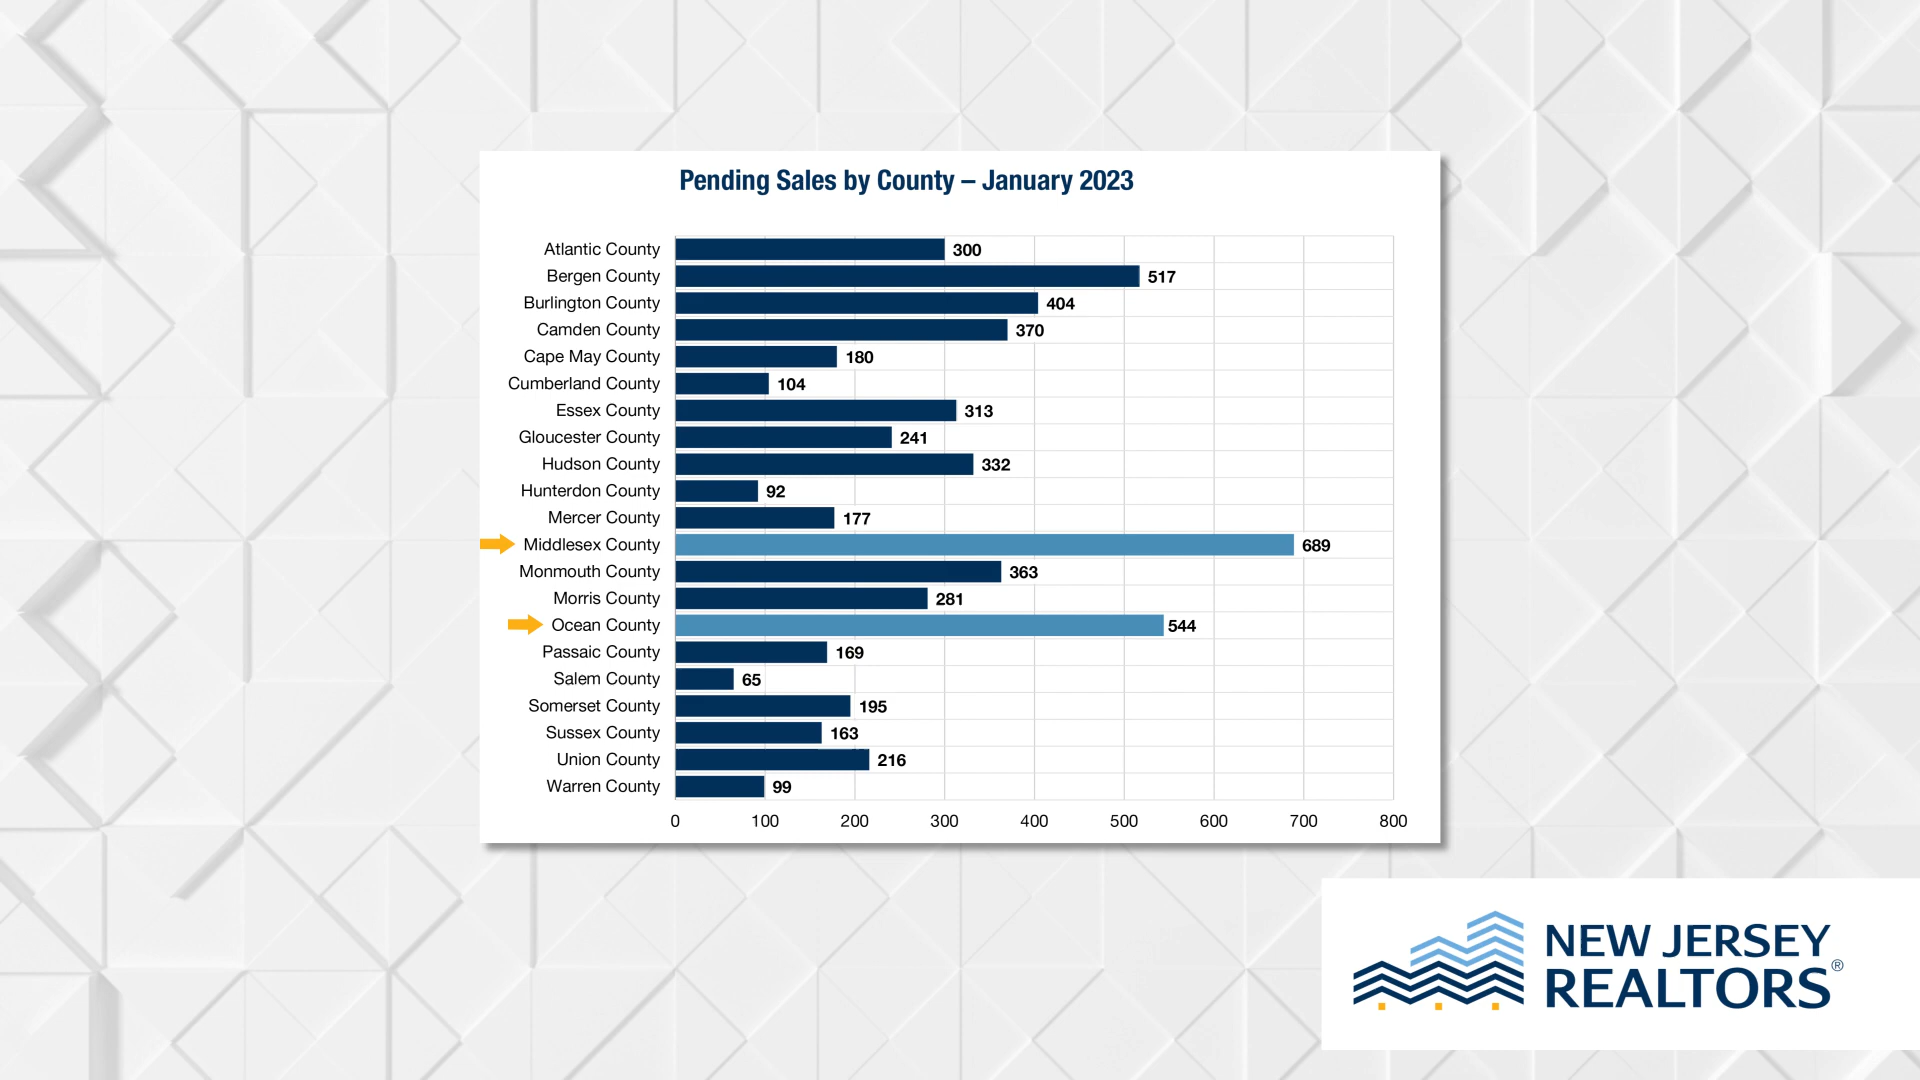 Pending Sales by County – January 2023
Atlantic County 300
Bergen County 517
Burlington County 404
Camden County 370
Cape May County 180
Cumberland County 104
Essex County 313
Gloucester County 241
Hudson County 332
Hunterdon County 92
Mercer County 177
Middlesex County 689
Monmouth County 363
Morris County 281
Ocean County 544
Passaic County 169
Salem County 65
Somerset County 195
Sussex County 163
Union County 216
Warren County 99
0 100 200 300 400 500 600 700 800
NEW JERSEY
REALTORS®